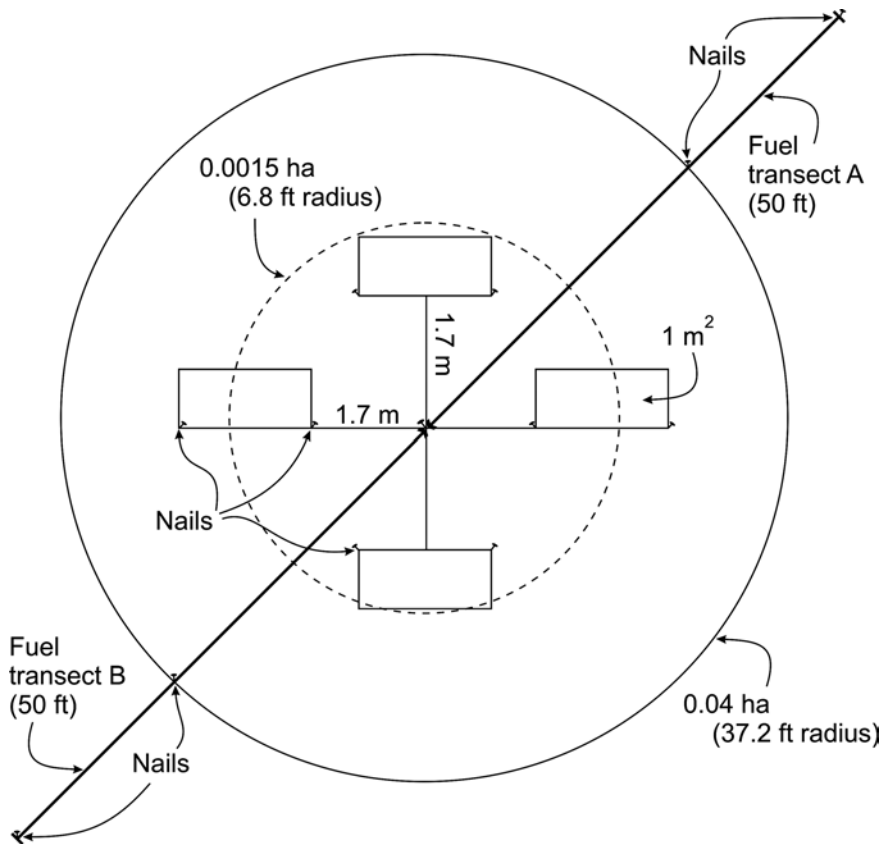 Nails
Fuel
transect A
(50 ft)
0.0015 ha
(6.8 ft radius)
1.7 m
1 m²
1.7 m
Nails
Fuel
transect B
(50 ft)
0.04 ha
(37.2 ft radius)
Nails